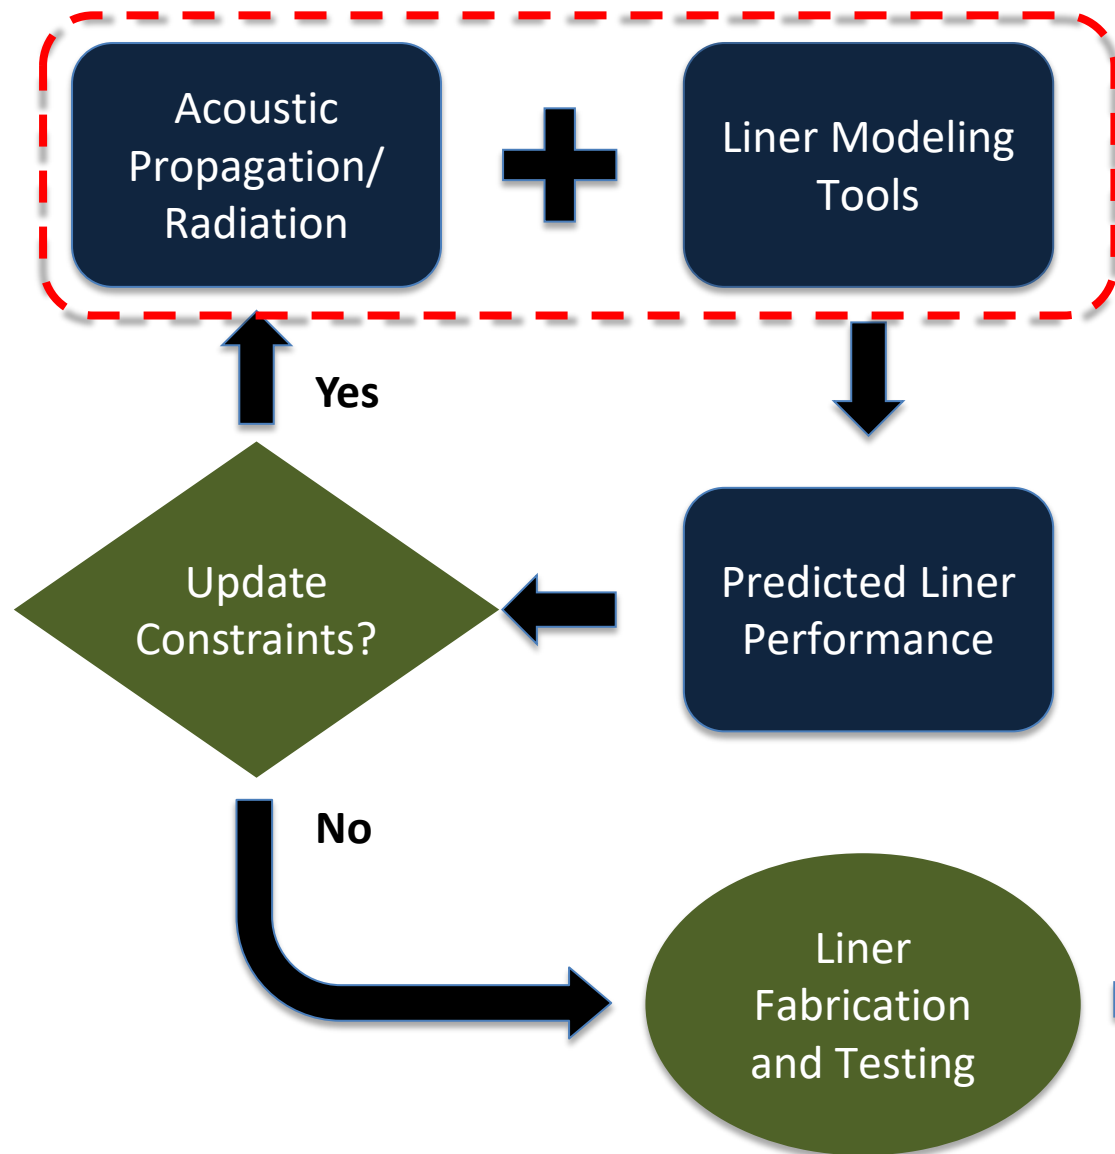 Acoustic
Propagation/
Radiation
Liner Modeling
Tools
Yes
Update
Constraints?
Predicted Liner
Performance
No
Liner
Fabrication
and Testing